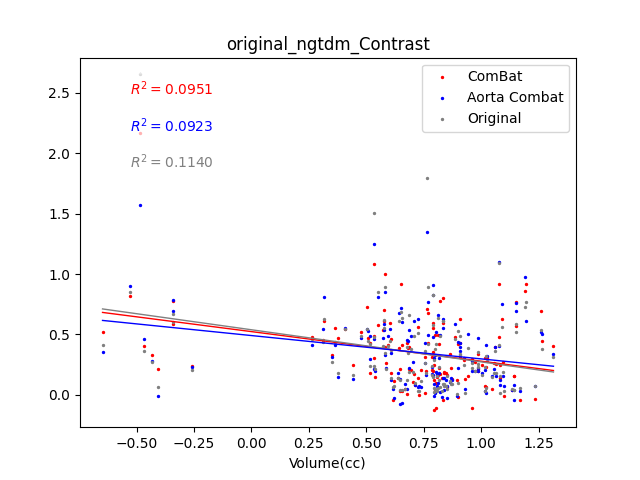 original_ngtdm_Contrast
R² = 0.0951
R² = 0.0923
R² = 0.1140
ComBat
Aorta Combat
Original
2.5
2.0
1.5
1.0
0.5
0.0
−0.50 −0.25 0.00 0.25 0.50 0.75 1.00 1.25
Volume(cc)